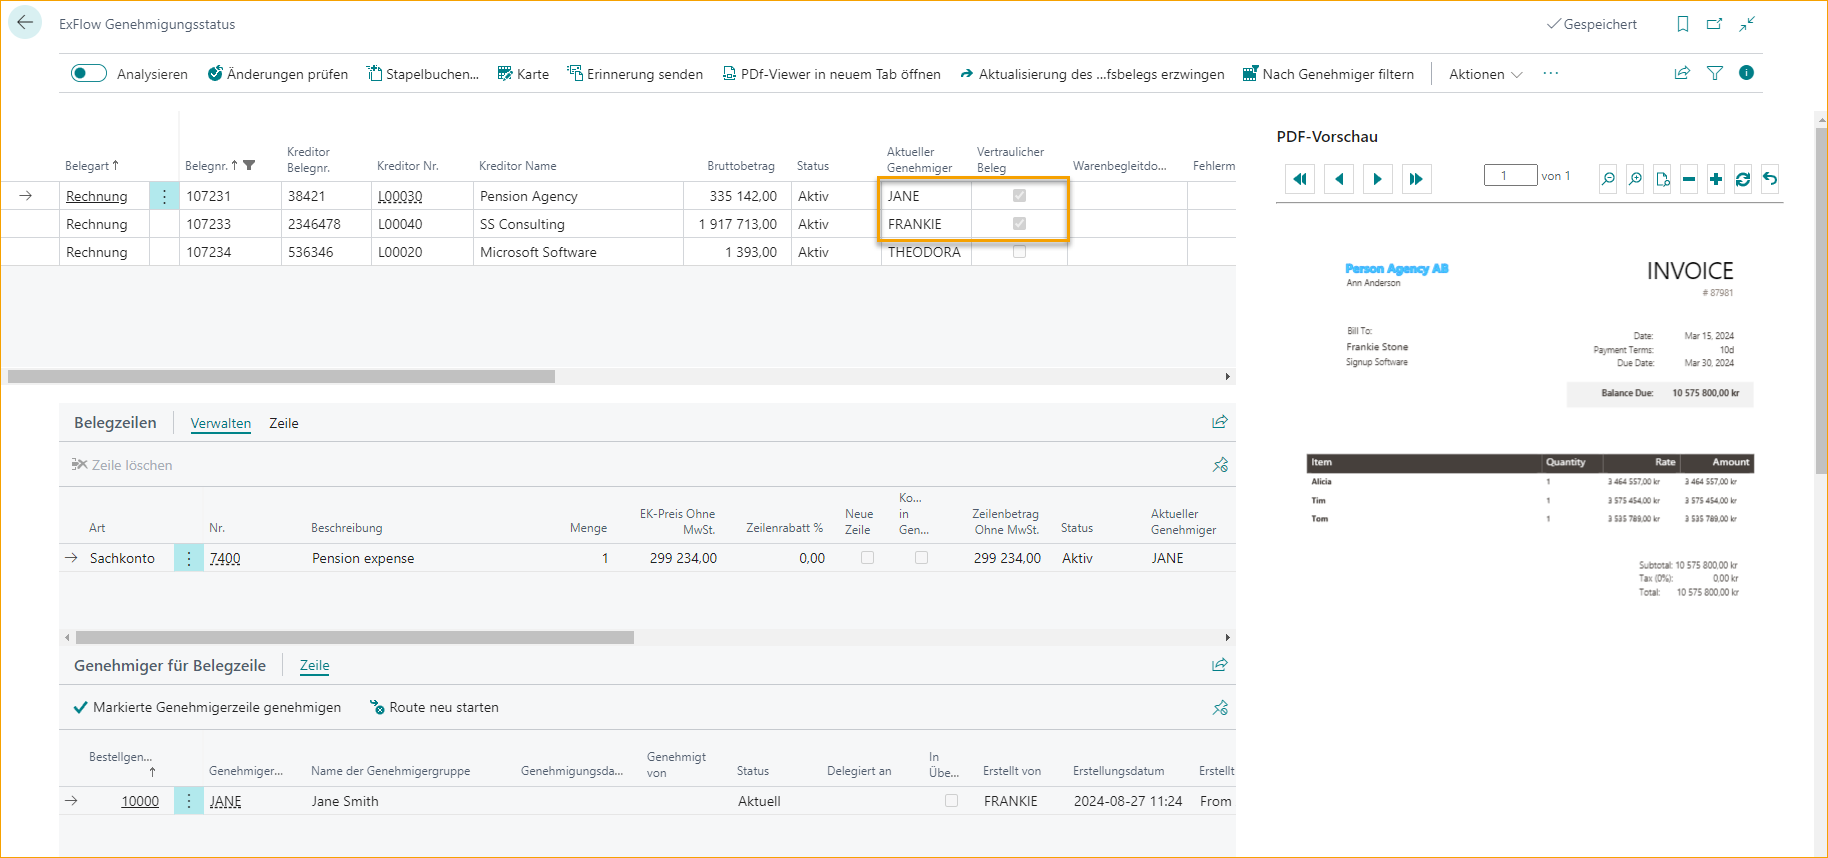 ExFlow Genehmigungsstatus
Gespeichert
Analysieren
Änderungen prüfen
Stapelbuchen...
Karte
Erinnerung senden
PDf-Viewer in neuem Tab öffnen
Aktualisierung des ...fsbelegs erzwingen
Nach Genehmiger filtern
Aktionen
Belegart
Belegnr.
Kreditor Belegnr.
Kreditor Nr.
Kreditor Name
Bruttobetrag
Status
Aktueller Genehmiger
Vertraulicher Beleg
Warenbegleitdo...
Fehlerm
Rechnung 107231 38421 L00030 Pension Agency 335 142,00 Aktiv JANE
Rechnung 107233 2346478 L00040 SS Consulting 1 917 713,00 Aktiv FRANKIE
Rechnung 107234 536346 L00020 Microsoft Software 1 393,00 Aktiv THEODORA
Belegzeilen
Verwalten
Zeile
Zeile löschen
Art
Nr.
Beschreibung
Menge
EK-Preis Ohne MwSt.
Zeilenrabatt %
Neue Zeile
Ko... in Gen...
Zeilenbetrag Ohne MwSt.
Status
Aktueller Genehmiger
Sachkonto 7400 Pension expense 1 299 234,00 0,00 299 234,00 Aktiv JANE
Genehmiger für Belegzeile
Zeile
Markierte Genehmigerzeile genehmigen
Route neu starten
Bestellgen...
Genehmiger...
Name der Genehmigergruppe
Genehmigungsda...
Genehmigt von
Status
Delegiert an
In Übe...
Erstellt von
Erstellungsdatum
Erstellt
10000 JANE Jane Smith Aktuell FRANKIE 2024-08-27 11:24 From
PDF-Vorschau
1 von 1
Person Agency AB
Ann Anderson
INVOICE
# 87981
Bill To:
Frankie Stone
Signup Software
Date: Mar 15, 2024
Payment Terms: 10d
Due Date: Mar 30, 2024
Balance Due: 10 575 800,00 kr
Item Quantity Rate Amount
Alicia 1 3 464 557,00 kr 3 464 557,00 kr
Tim 1 3 575 454,00 kr 3 575 454,00 kr
Tom 1 3 535 789,00 kr 3 535 789,00 kr
Subtotal: 10 575 800,00 kr
Tax (0%): 0,00 kr
Total: 10 575 800,00 kr